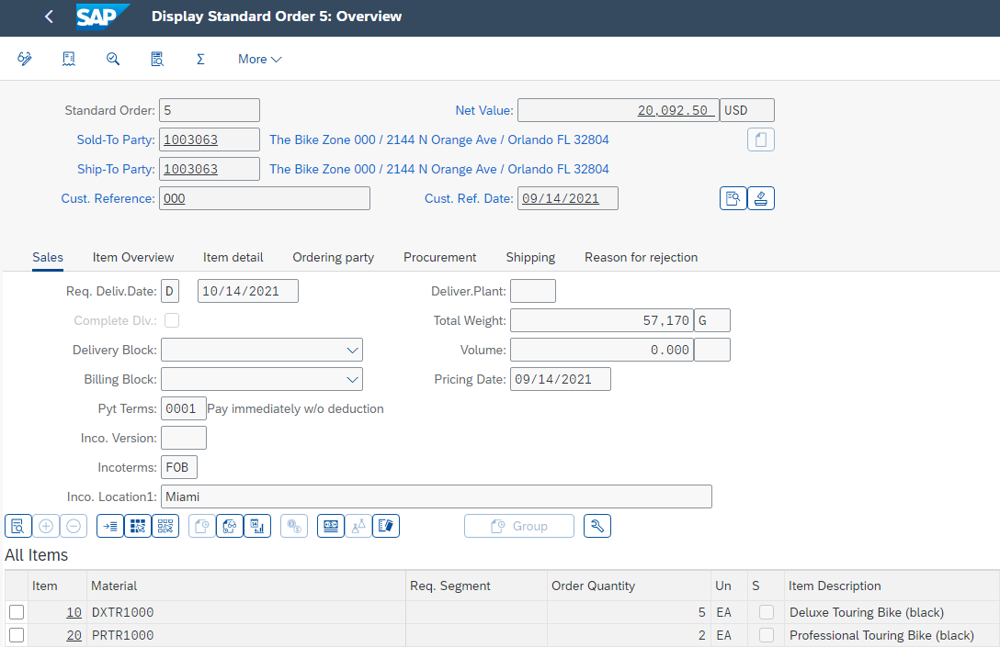 SAP Display Standard Order 5: Overview
More
Standard Order: 5 Net Value: 20,092.50 USD
Sold-To Party: 1003063 The Bike Zone 000 / 2144 N Orange Ave / Orlando FL 32804
Ship-To Party: 1003063 The Bike Zone 000 / 2144 N Orange Ave / Orlando FL 32804
Cust. Reference: 000 Cust. Ref. Date: 09/14/2021
Sales Item Overview Item detail Ordering party Procurement Shipping Reason for rejection
Req. Deliv.Date: D 10/14/2021 Deliver.Plant:
Complete Dlv.: Total Weight: 57,170 G
Delivery Block: Volume: 0.000
Billing Block: Pricing Date: 09/14/2021
Pyt Terms: 0001 Pay immediately w/o deduction
Inco. Version:
Incoterms: FOB
Inco. Location1: Miami
Group
All Items
Item Material Req. Segment Order Quantity Un S Item Description
10 DXTR1000 5 EA Deluxe Touring Bike (black)
20 PRTR1000 2 EA Professional Touring Bike (black)